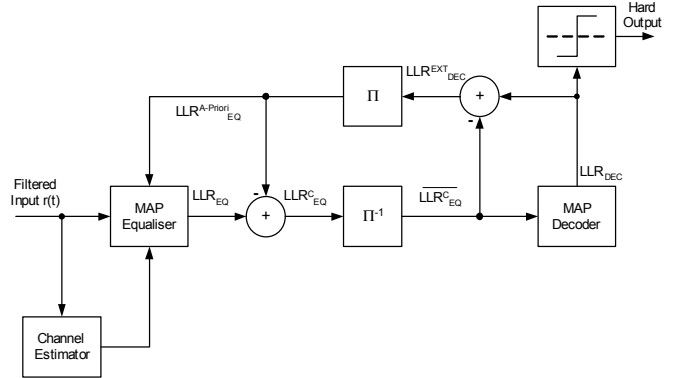 Hard
Output
LLR^EXT_DEC
Π
+
-
LLR^A-Priori_EQ
LLR_DEC
Filtered
Input r(t)
MAP
Equaliser
LLR_EQ
-
+
LLR^C_EQ
Π^-1
LLR^C_EQ
MAP
Decoder
Channel
Estimator